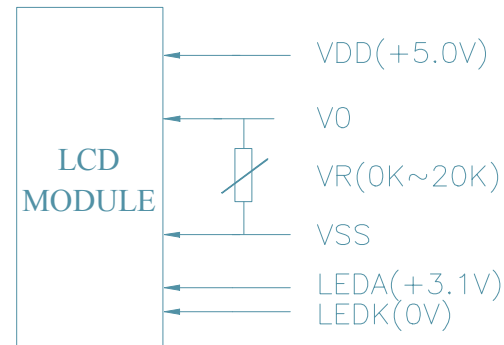 VDD(+5.0V)
V0
LCD
MODULE
VR(0K~20K)
VSS
LEDA(+3.1V)
LEDK(0V)